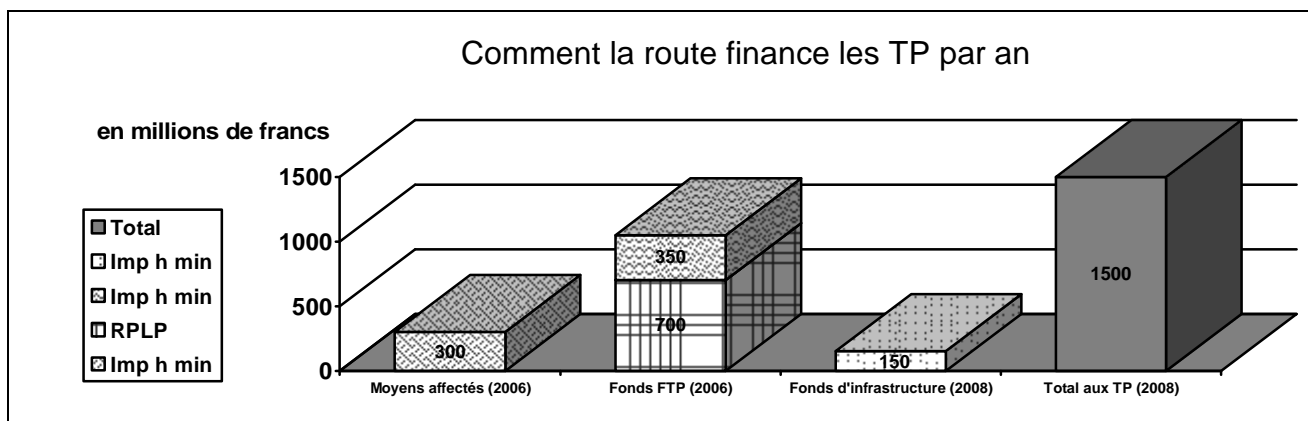 Comment la route finance les TP par an
en millions de francs
1500
1000
500
0
Total
Imp h min
Imp h min
RPLP
Imp h min
300
350
700
150
1500
Moyens affectés (2006)
Fonds FTP (2006)
Fonds d'infrastructure (2008)
Total aux TP (2008)